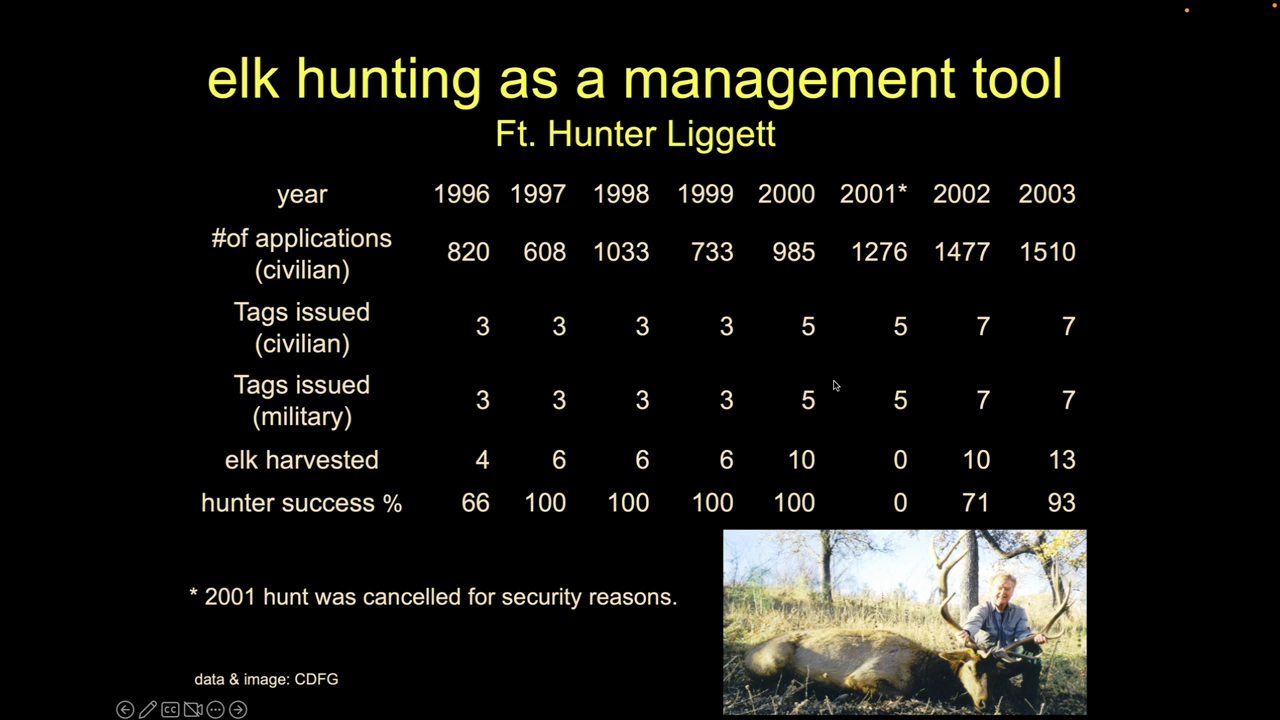 elk hunting as a management tool
Ft. Hunter Liggett
year 1996 1997 1998 1999 2000 2001* 2002 2003
#of applications
(civilian) 820 608 1033 733 985 1276 1477 1510
Tags issued
(civilian) 3 3 3 3 5 5 7 7
Tags issued
(military) 3 3 3 3 5 5 7 7
elk harvested 4 6 6 6 10 0 10 13
hunter success % 66 100 100 100 100 0 71 93
* 2001 hunt was cancelled for security reasons.
data & image: CDFG
CC